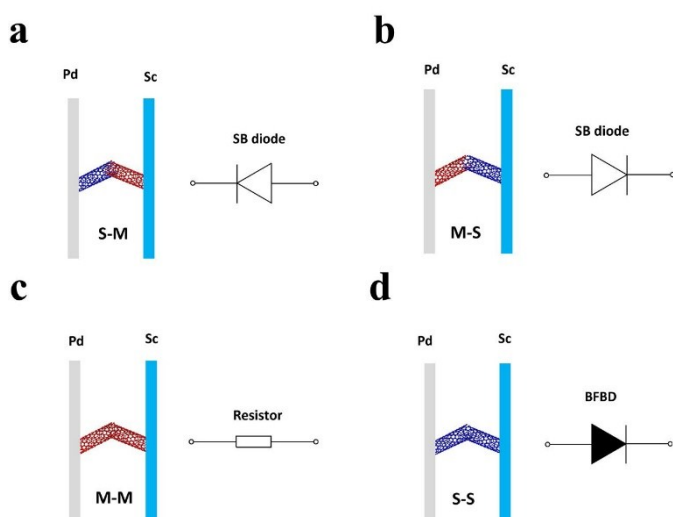 a
Pd
Sc
SB diode
S-M
b
Pd
Sc
SB diode
M-S
c
Pd
Sc
Resistor
M-M
d
Pd
Sc
BFBD
S-S